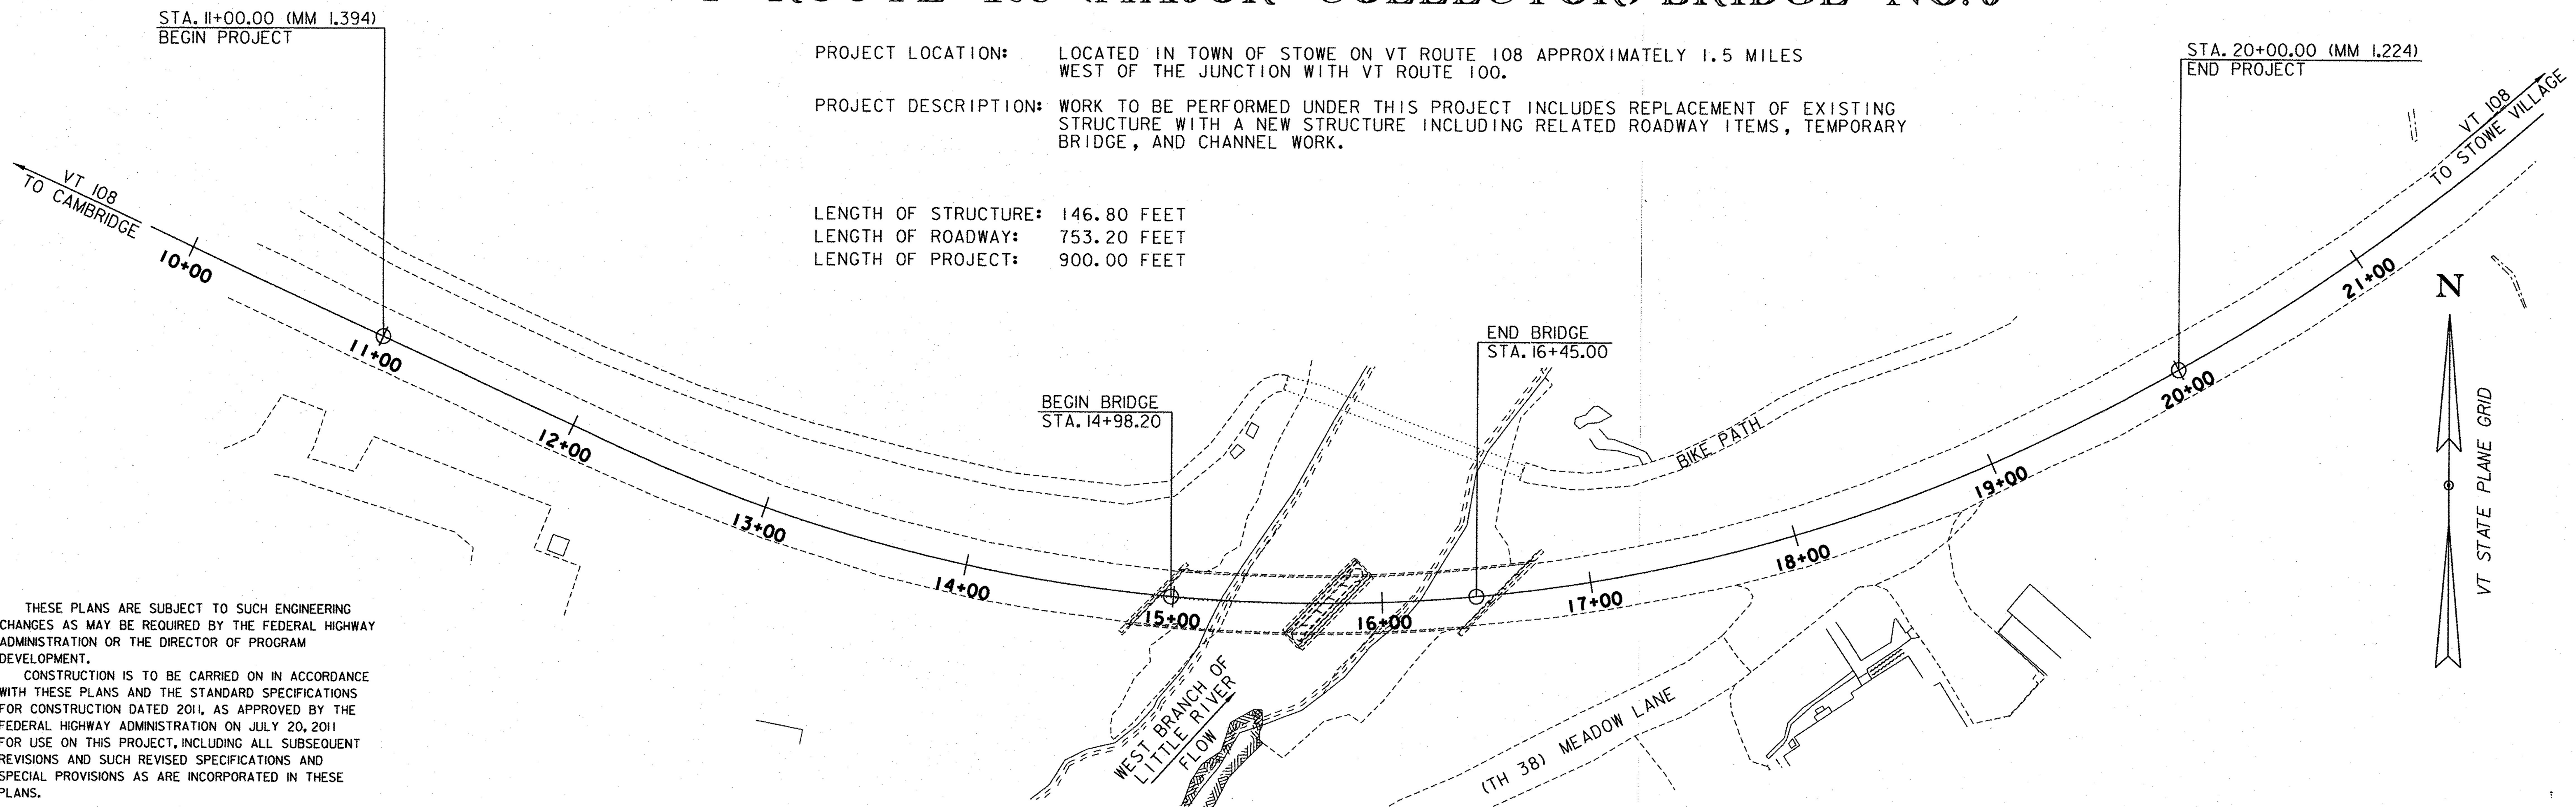 ROUTE 108 (MAJOR COLLECTOR) BRIDGE NO.
STA. 11+00.00 (MM 1.394)
BEGIN PROJECT
PROJECT LOCATION: LOCATED IN TOWN OF STOWE ON VT ROUTE 108 APPROXIMATELY 1.5 MILES
WEST OF THE JUNCTION WITH VT ROUTE 100.
PROJECT DESCRIPTION: WORK TO BE PERFORMED UNDER THIS PROJECT INCLUDES REPLACEMENT OF EXISTING
STRUCTURE WITH A NEW STRUCTURE INCLUDING RELATED ROADWAY ITEMS, TEMPORARY
BRIDGE, AND CHANNEL WORK.
STA. 20+00.00 (MM 1.224)
END PROJECT
VT 108
TO STOWE VILLAGE
VT 108
TO CAMBRIDGE
LENGTH OF STRUCTURE: 146.80 FEET
LENGTH OF ROADWAY: 753.20 FEET
LENGTH OF PROJECT: 900.00 FEET
10+00
11+00
12+00
13+00
14+00
15+00
16+00
17+00
18+00
19+00
20+00
21+00
N
VT STATE PLANE GRID
END BRIDGE
STA. 16+45.00
BEGIN BRIDGE
STA. 14+98.20
BIKE PATH
WEST BRANCH OF
LITTLE RIVER
FLOW
(TH 38) MEADOW LANE
THESE PLANS ARE SUBJECT TO SUCH ENGINEERING
CHANGES AS MAY BE REQUIRED BY THE FEDERAL HIGHWAY
ADMINISTRATION OR THE DIRECTOR OF PROGRAM
DEVELOPMENT.
CONSTRUCTION IS TO BE CARRIED ON IN ACCORDANCE
WITH THESE PLANS AND THE STANDARD SPECIFICATIONS
FOR CONSTRUCTION DATED 2011, AS APPROVED BY THE
FEDERAL HIGHWAY ADMINISTRATION ON JULY 20, 2011
FOR USE ON THIS PROJECT, INCLUDING ALL SUBSEQUENT
REVISIONS AND SUCH REVISED SPECIFICATIONS AND
SPECIAL PROVISIONS AS ARE INCORPORATED IN THESE
PLANS.